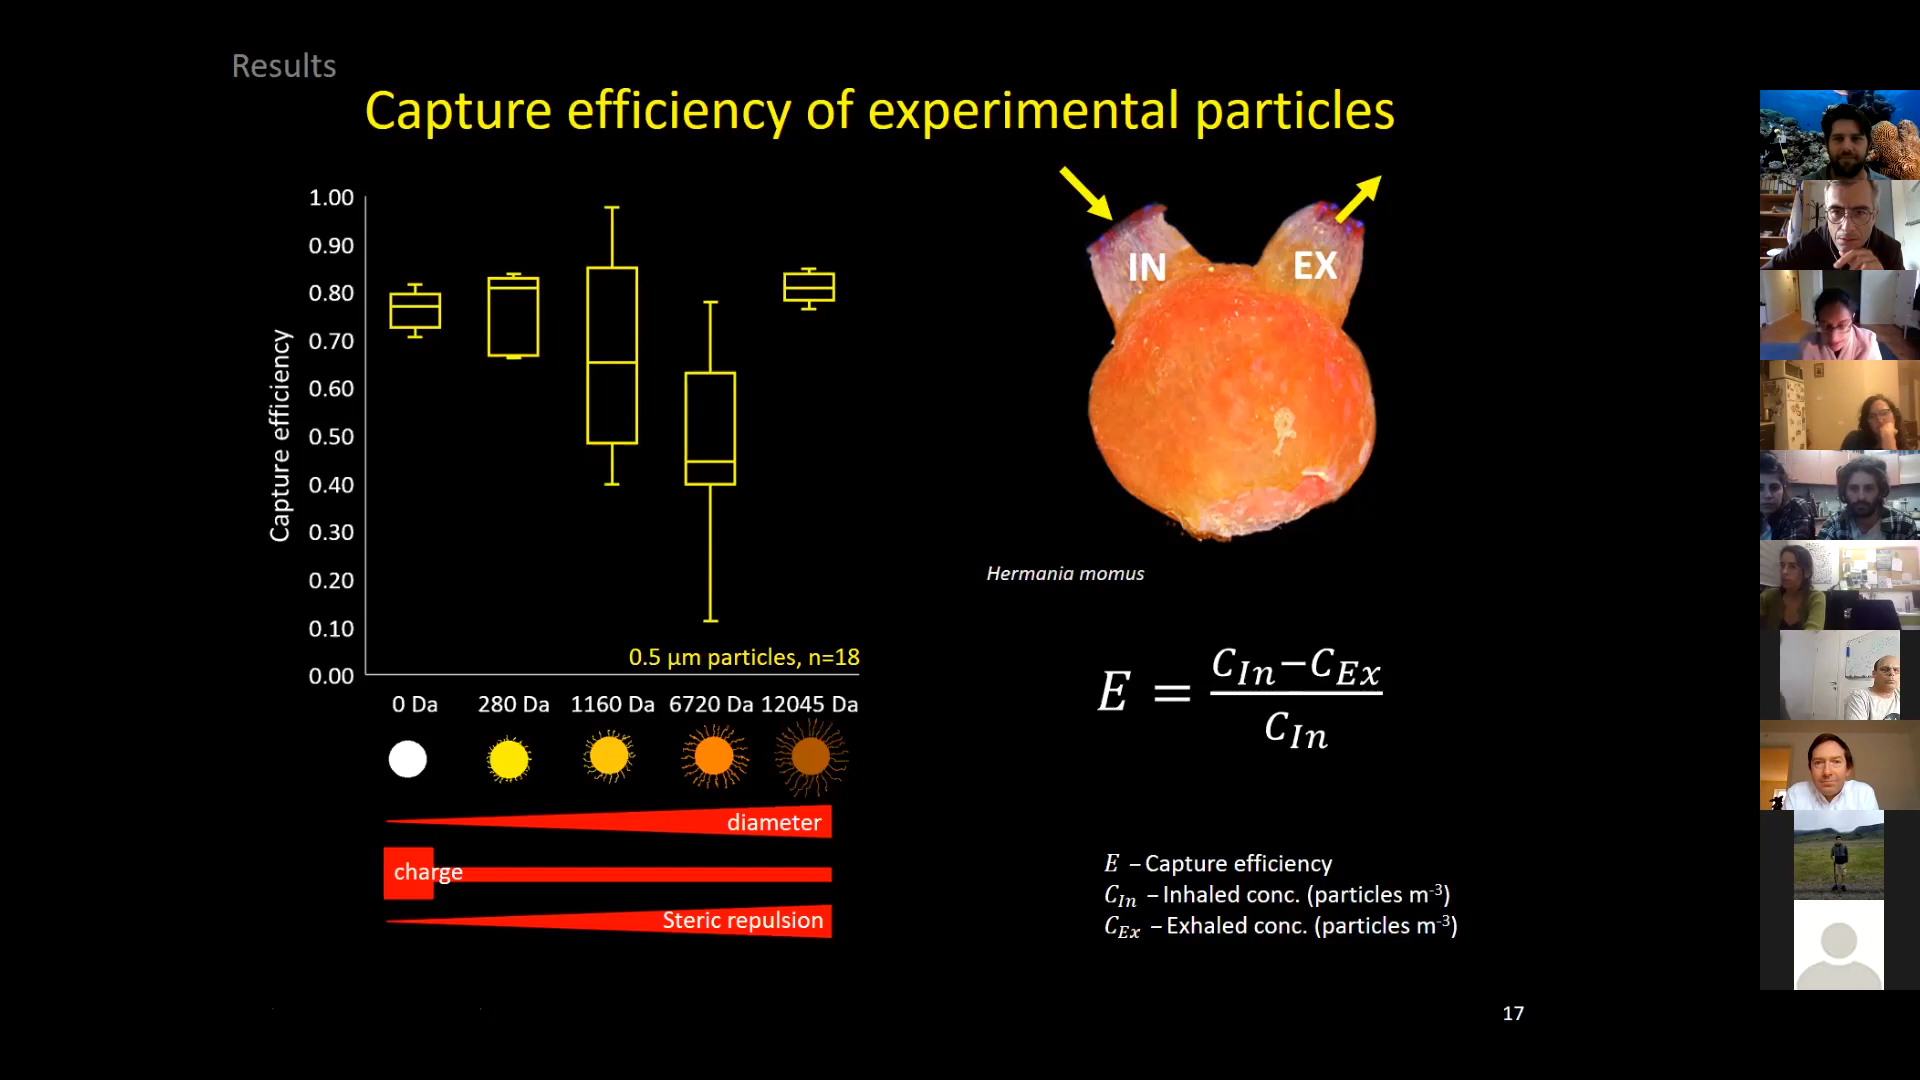 Results
Capture efficiency of experimental particles
1.00
0.90
0.80
0.70
0.60
0.50
0.40
0.30
0.20
0.10
0.00
Capture efficiency
0.5 µm particles, n=18
0 Da 280 Da 1160 Da 6720 Da 12045 Da
diameter
charge
Steric repulsion
IN EX
Hermania momus
E = (C_In − C_Ex) / C_In
E – Capture efficiency
C_In – Inhaled conc. (particles m⁻³)
C_Ex – Exhaled conc. (particles m⁻³)
17